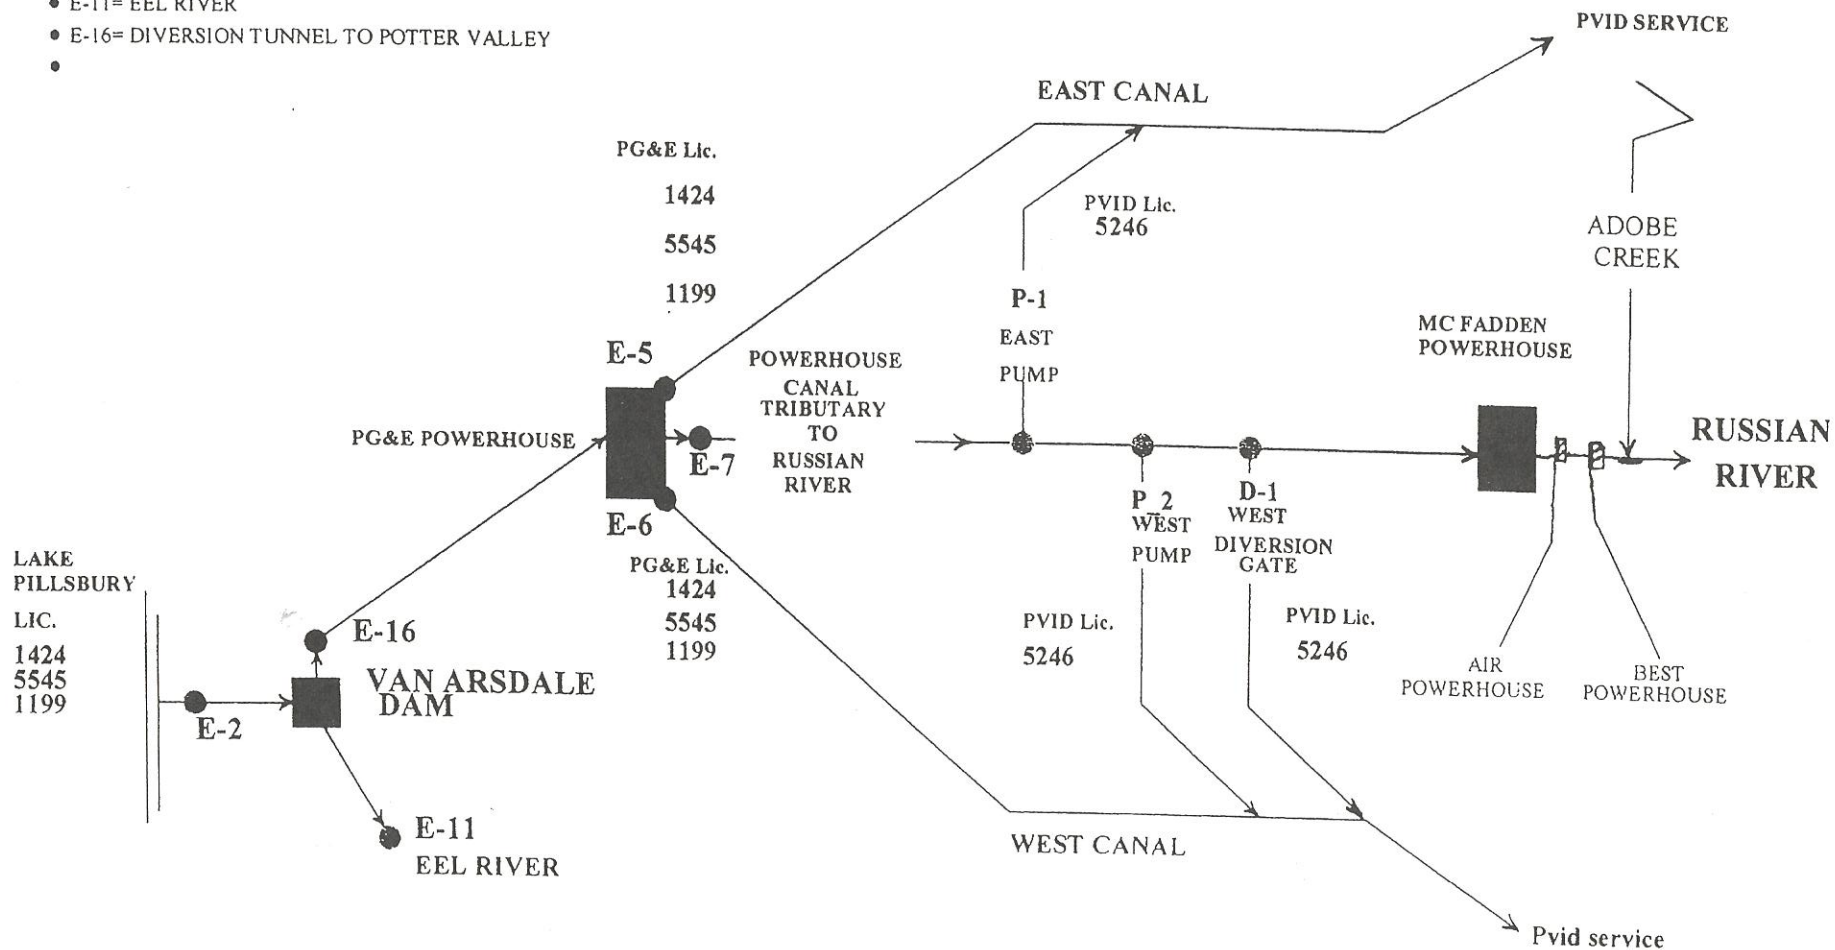 • E-11= EEL RIVER
• E-16= DIVERSION TUNNEL TO POTTER VALLEY
•
PVID SERVICE
EAST CANAL
PG&E Lic.
1424
5545
1199
PVID Lic.
5246
ADOBE
CREEK
P-1
EAST
PUMP
MC FADDEN
POWERHOUSE
E-5
POWERHOUSE
CANAL
TRIBUTARY
TO
RUSSIAN
RIVER
PG&E POWERHOUSE
E-7
RUSSIAN
RIVER
E-6
P_2
WEST
PUMP
D-1
WEST
DIVERSION
GATE
LAKE
PILLSBURY
LIC.
1424
5545
1199
PG&E Lic.
1424
5545
1199
PVID Lic.
5246
PVID Lic.
5246
E-16
VAN ARSDALE
DAM
E-2
AIR
POWERHOUSE
BEST
POWERHOUSE
E-11
EEL RIVER
WEST CANAL
Pvid service